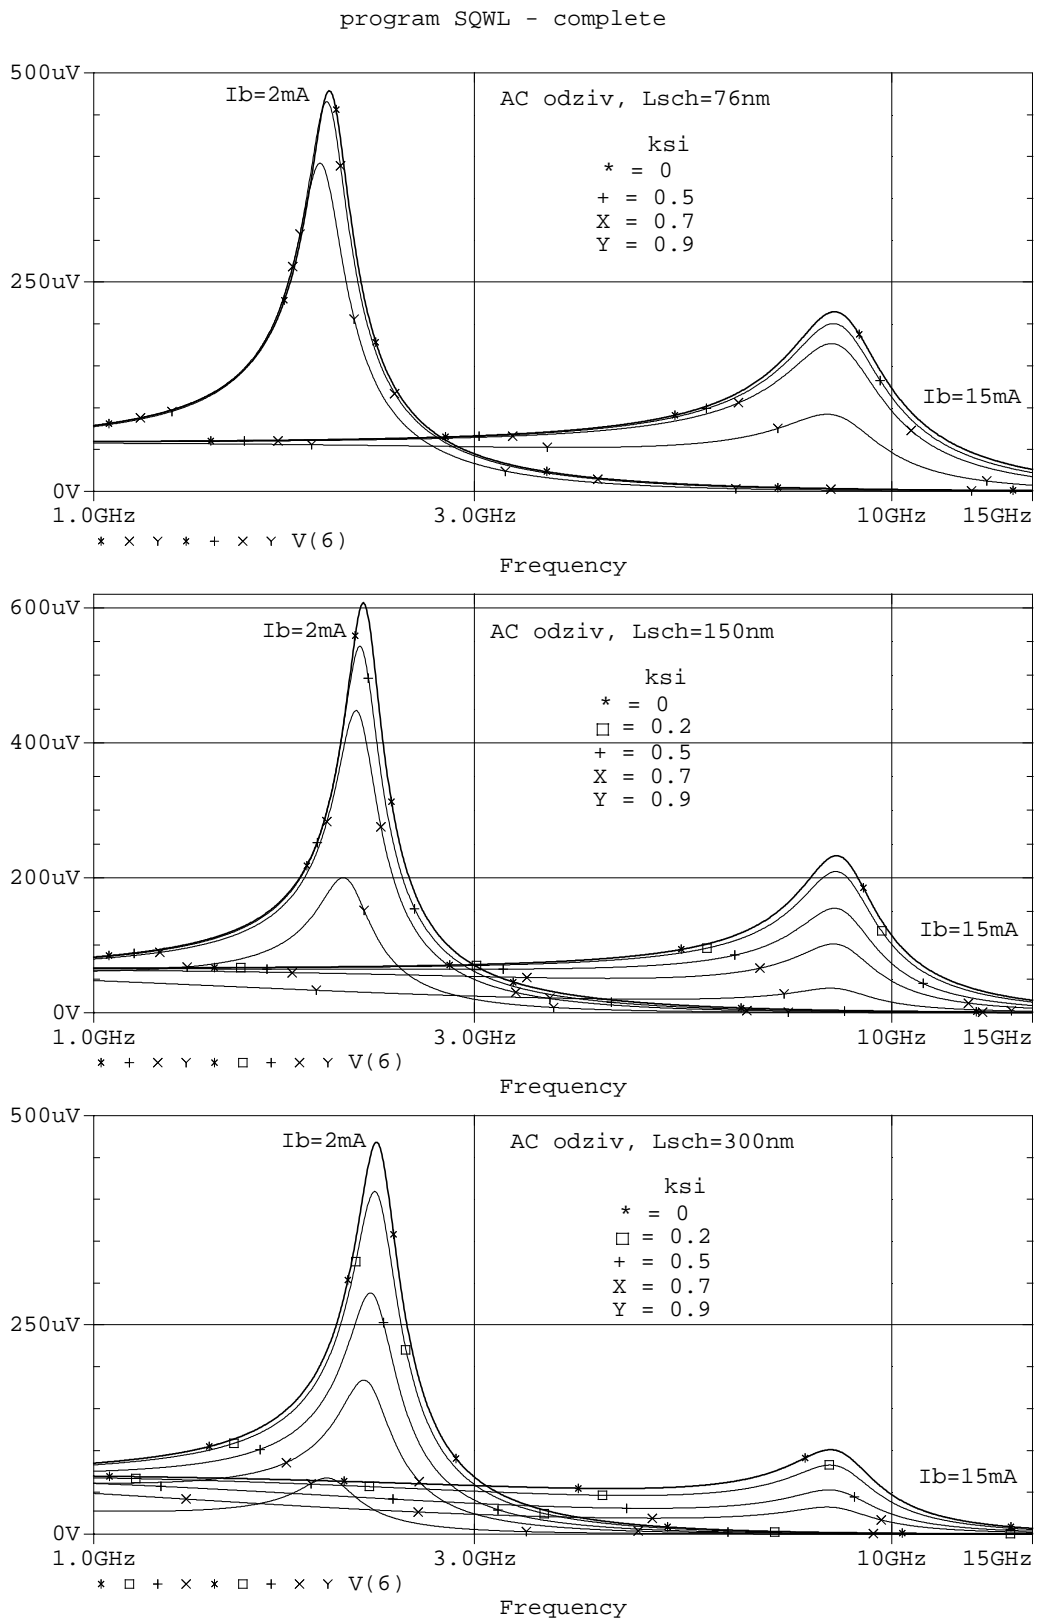 program SQWL - complete
500uV
Ib=2mA
AC odziv, Lsch=76nm
ksi
* = 0
+ = 0.5
X = 0.7
Y = 0.9
250uV
Ib=15mA
0V
1.0GHz 3.0GHz 10GHz 15GHz
V(6)
Frequency
600uV
Ib=2mA
AC odziv, Lsch=150nm
ksi
* = 0
□ = 0.2
+ = 0.5
X = 0.7
Y = 0.9
400uV
200uV
Ib=15mA
0V
1.0GHz 3.0GHz 10GHz 15GHz
V(6)
Frequency
500uV
Ib=2mA
AC odziv, Lsch=300nm
ksi
* = 0
□ = 0.2
+ = 0.5
X = 0.7
Y = 0.9
250uV
Ib=15mA
0V
1.0GHz 3.0GHz 10GHz 15GHz
V(6)
Frequency